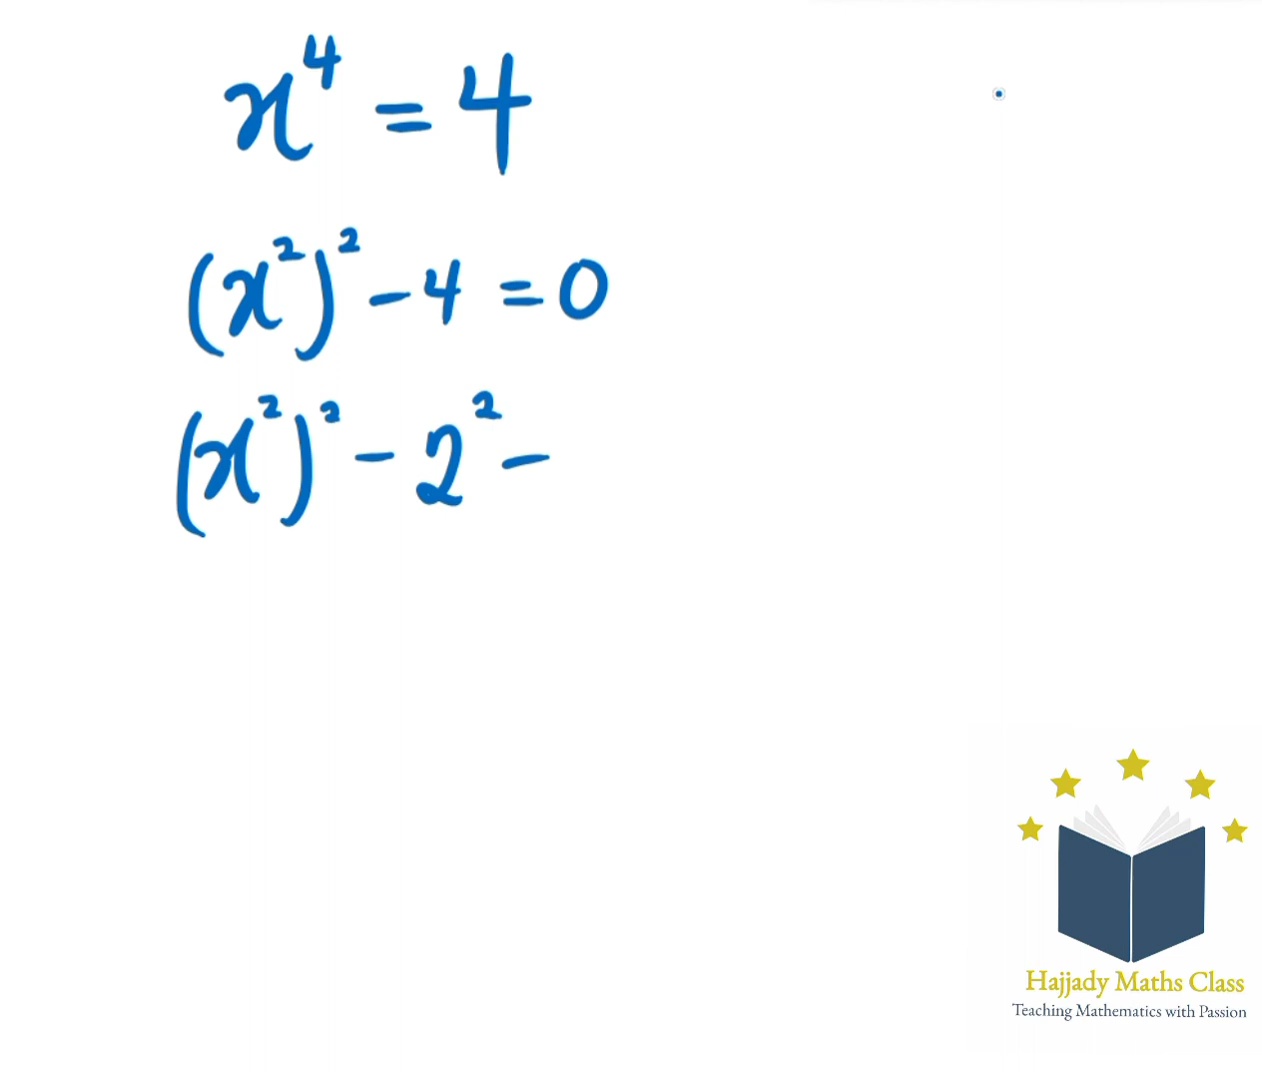 x⁴ = 4
(x²)² - 4 = 0
(x²)² - 2² -
Hajjady Maths Class
Teaching Mathematics with Passion